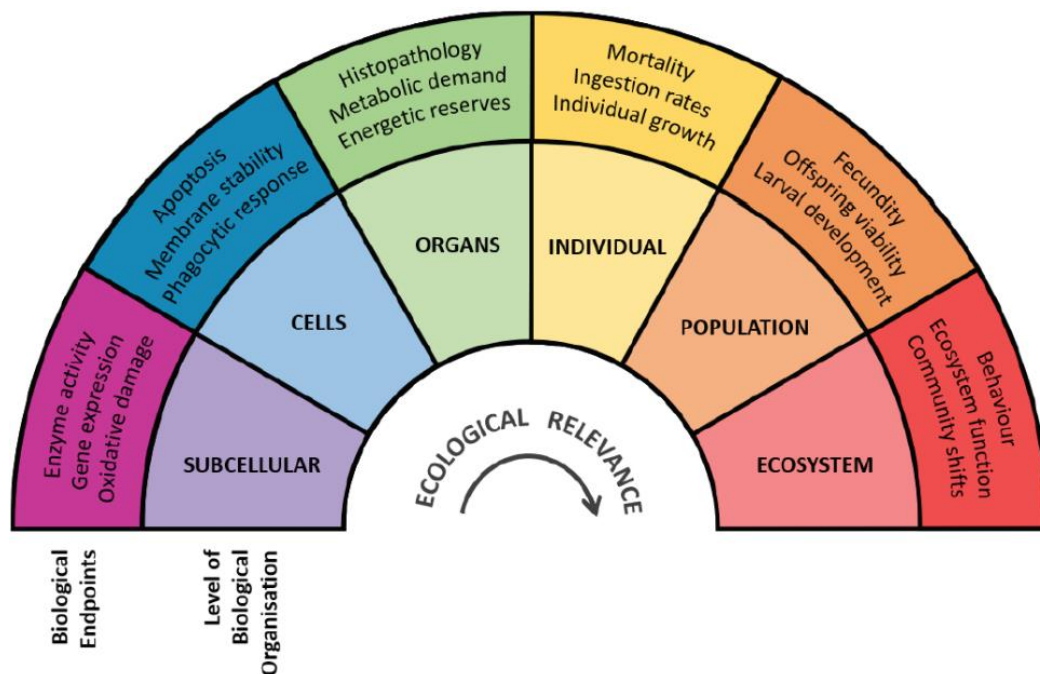 Enzyme activity
Gene expression
Oxidative damage
SUBCELLULAR
Apoptosis
Membrane stability
Phagocytic response
CELLS
Histopathology
Metabolic demand
Energetic reserves
ORGANS
Mortality
Ingestion rates
Individual growth
INDIVIDUAL
Fecundity
Offspring viability
Larval development
POPULATION
Behaviour
Ecosystem function
Community shifts
ECOSYSTEM
ECOLOGICAL RELEVANCE
Biological
Endpoints
Level of
Biological
Organisation